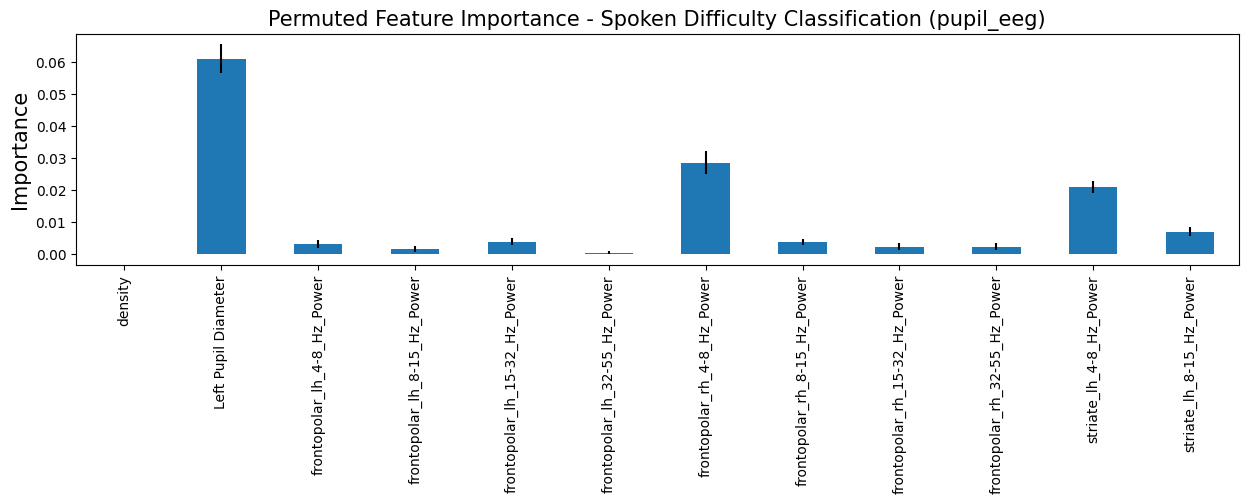 Permuted Feature Importance - Spoken Difficulty Classification (pupil_eeg)
Importance
0.06
0.05
0.04
0.03
0.02
0.01
0.00
density
Left Pupil Diameter
frontopolar_lh_4-8_Hz_Power
frontopolar_lh_8-15_Hz_Power
frontopolar_lh_15-32_Hz_Power
frontopolar_lh_32-55_Hz_Power
frontopolar_rh_4-8_Hz_Power
frontopolar_rh_8-15_Hz_Power
frontopolar_rh_15-32_Hz_Power
frontopolar_rh_32-55_Hz_Power
striate_lh_4-8_Hz_Power
striate_lh_8-15_Hz_Power